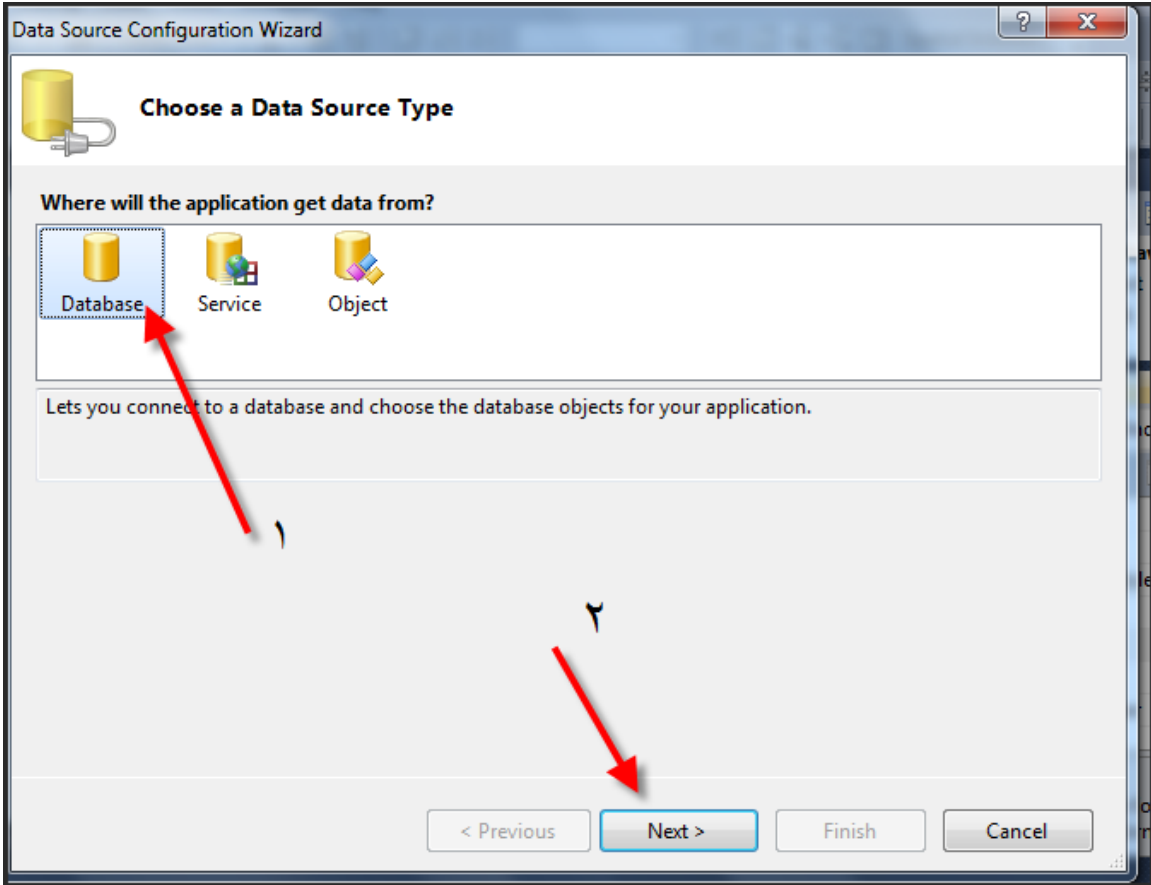 Data Source Configuration Wizard
Choose a Data Source Type
Where will the application get data from?
Database
Service
Object
Lets you connect to a database and choose the database objects for your application.
١
٢
< Previous
Next >
Finish
Cancel